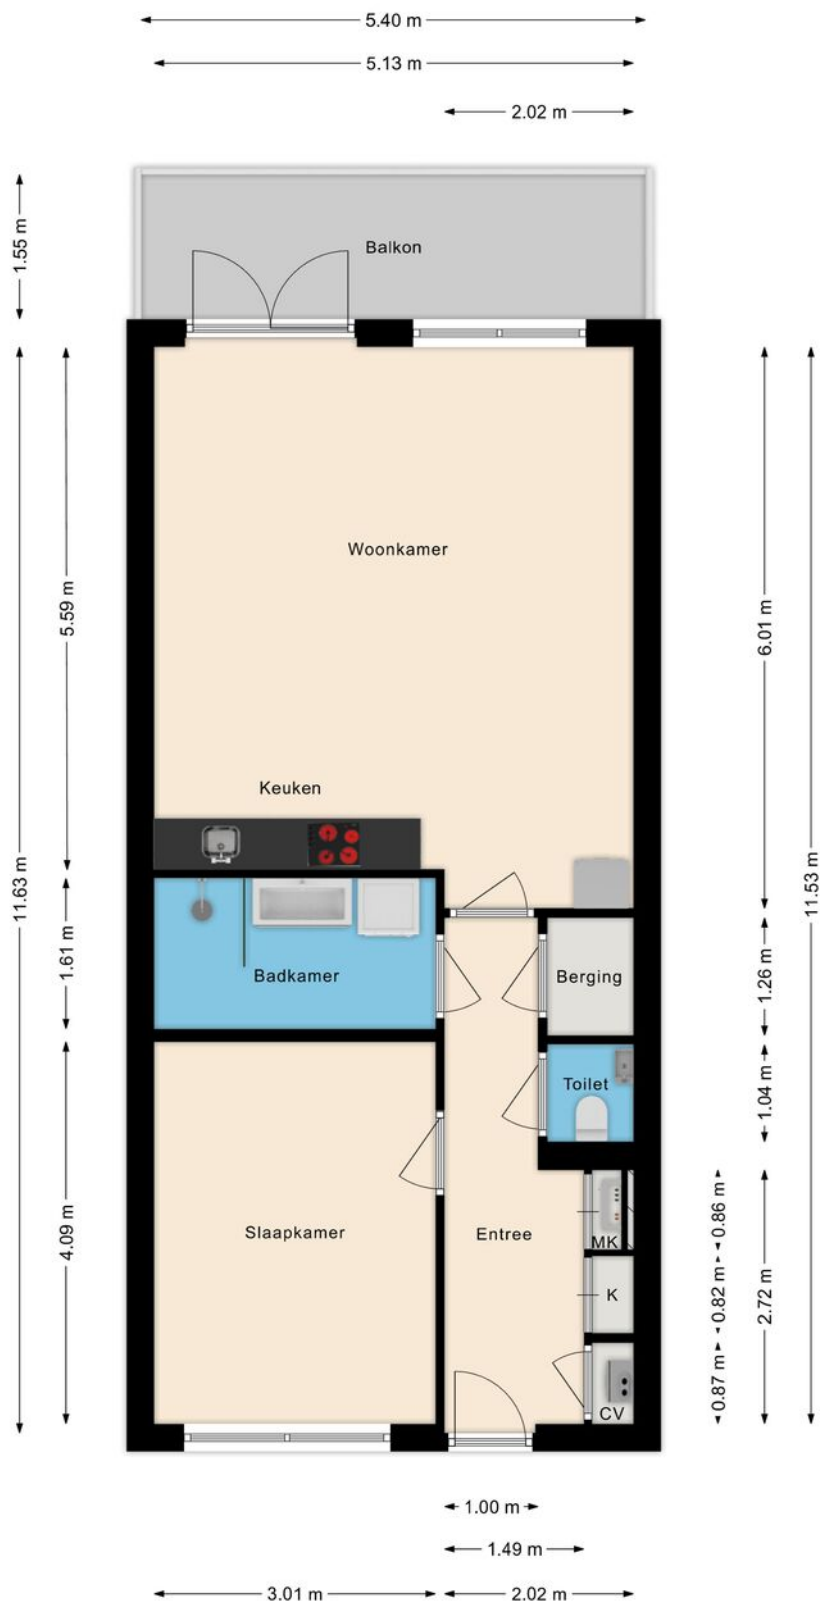 5.40 m
5.13 m
2.02 m
1.55 m
Balkon
Woonkamer
5.59 m
6.01 m
Keuken
11.63 m
11.53 m
1.61 m
Badkamer
Berging
1.26 m
Toilet
1.04 m
Slaapkamer
4.09 m
Entree
MK
0.86 m
K
0.82 m
2.72 m
CV
0.87 m
1.00 m
1.49 m
3.01 m
2.02 m